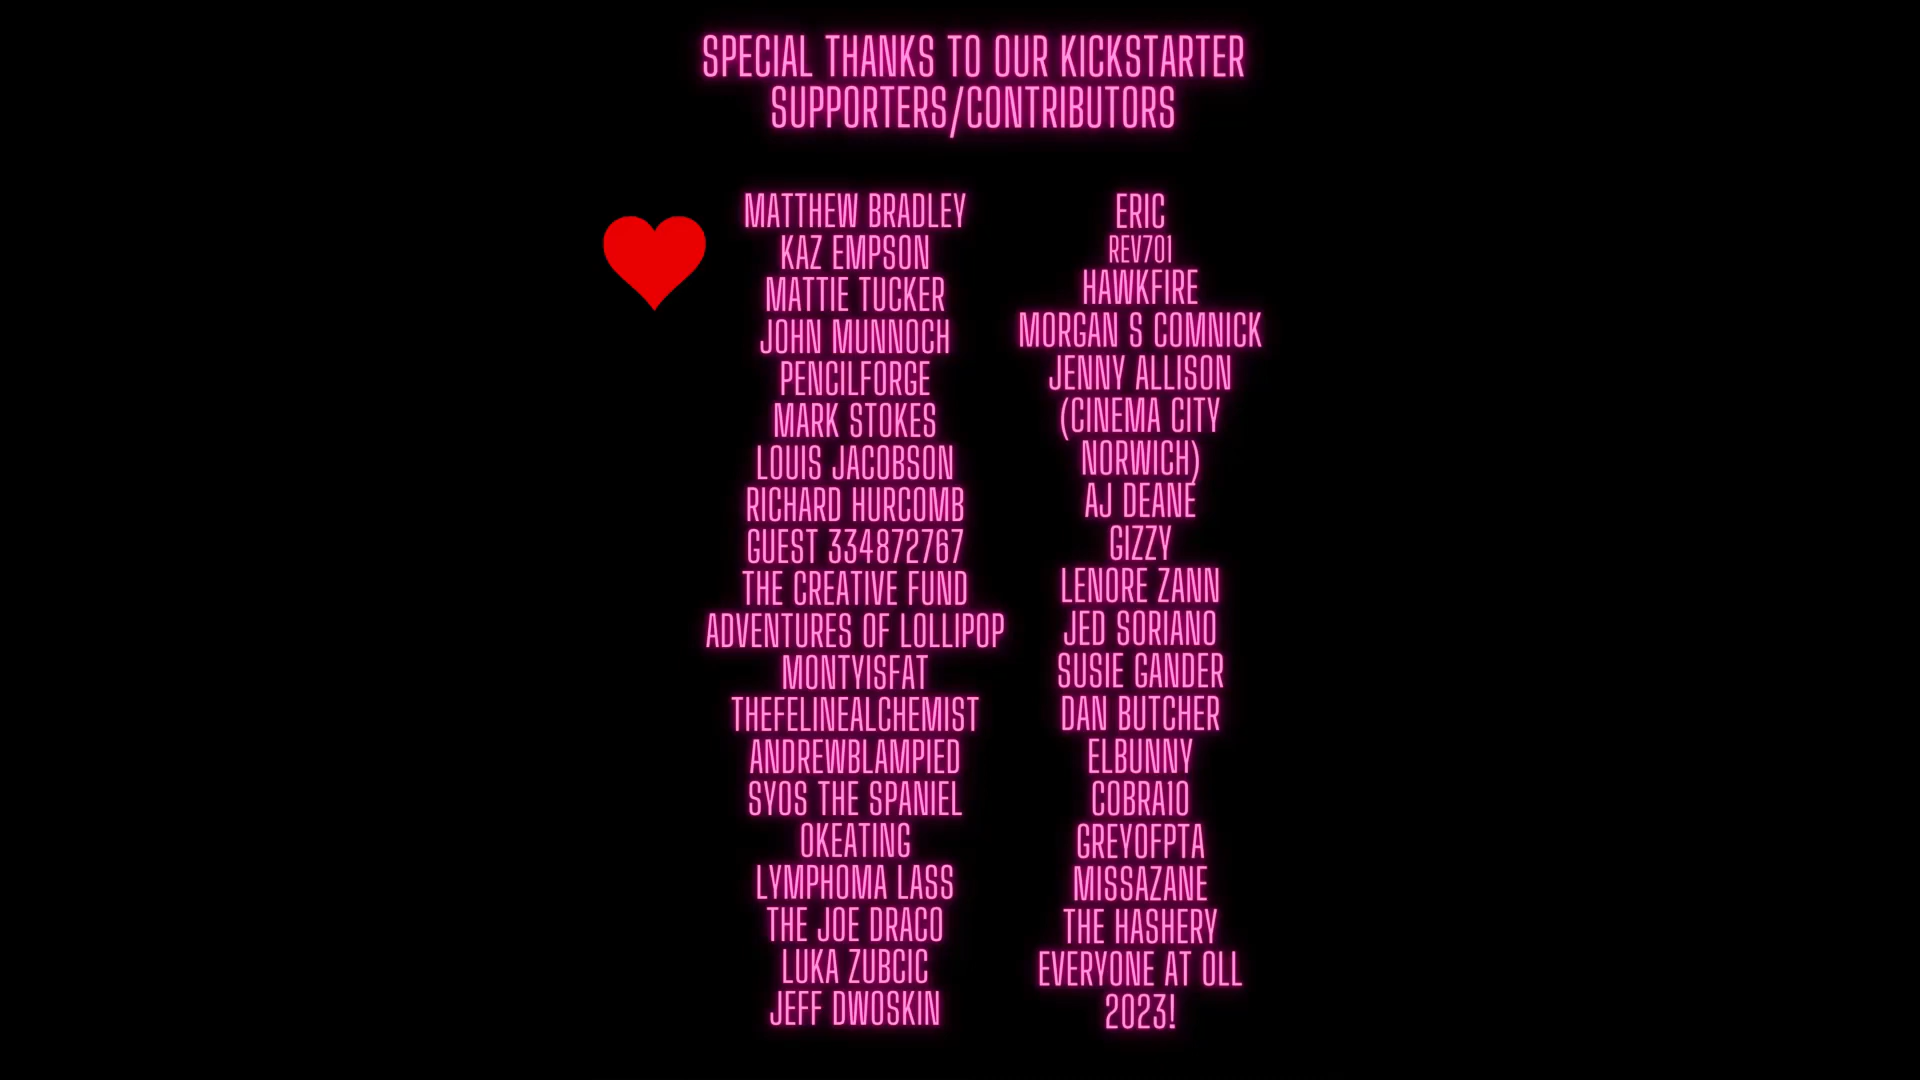 SPECIAL THANKS TO OUR KICKSTARTER
SUPPORTERS/CONTRIBUTORS
MATTHEW BRADLEY
KAZ EMPSON
MATTIE TUCKER
JOHN MUNNOCH
PENCILFORGE
MARK STOKES
LOUIS JACOBSON
RICHARD HURCOMB
GUEST 334872767
THE CREATIVE FUND
ADVENTURES OF LOLLIPOP
MONTYISFAT
THEFELINEALCHEMIST
ANDREWBLAMPIED
SYOS THE SPANIEL
OKEATING
LYMPHOMA LASS
THE JOE DRACO
LUKA ZUBCIC
JEFF DWOSKIN
ERIC
REV701
HAWKFIRE
MORGAN S COMNICK
JENNY ALLISON
(CINEMA CITY
NORWICH)
AJ DEANE
GIZZY
LENORE ZANN
JED SORIANO
SUSIE GANDER
DAN BUTCHER
ELBUNNY
COBRA10
GREYOFPTA
MISSAZANE
THE HASHERY
EVERYONE AT OLL
2023!